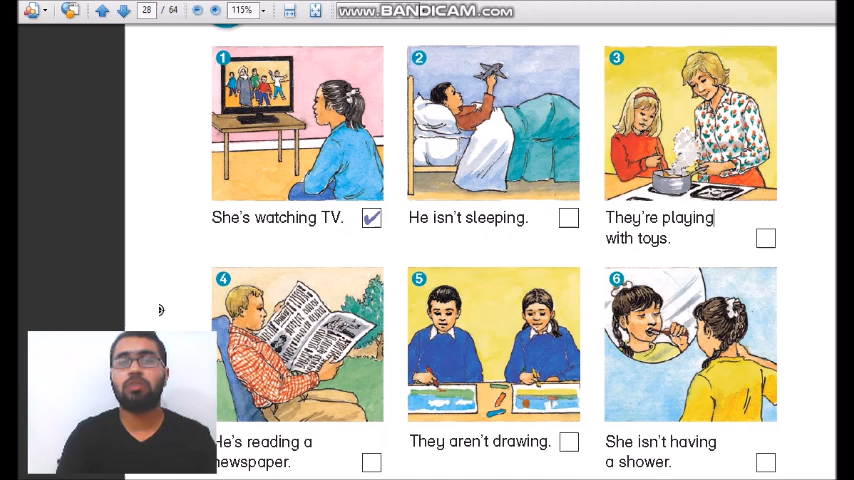 28 / 64 115% www.BANDICAM.com
1
2
3
She's watching TV.
He isn't sleeping.
They're playing
with toys.
4
5
6
He's reading a
newspaper.
They aren't drawing.
She isn't having
a shower.